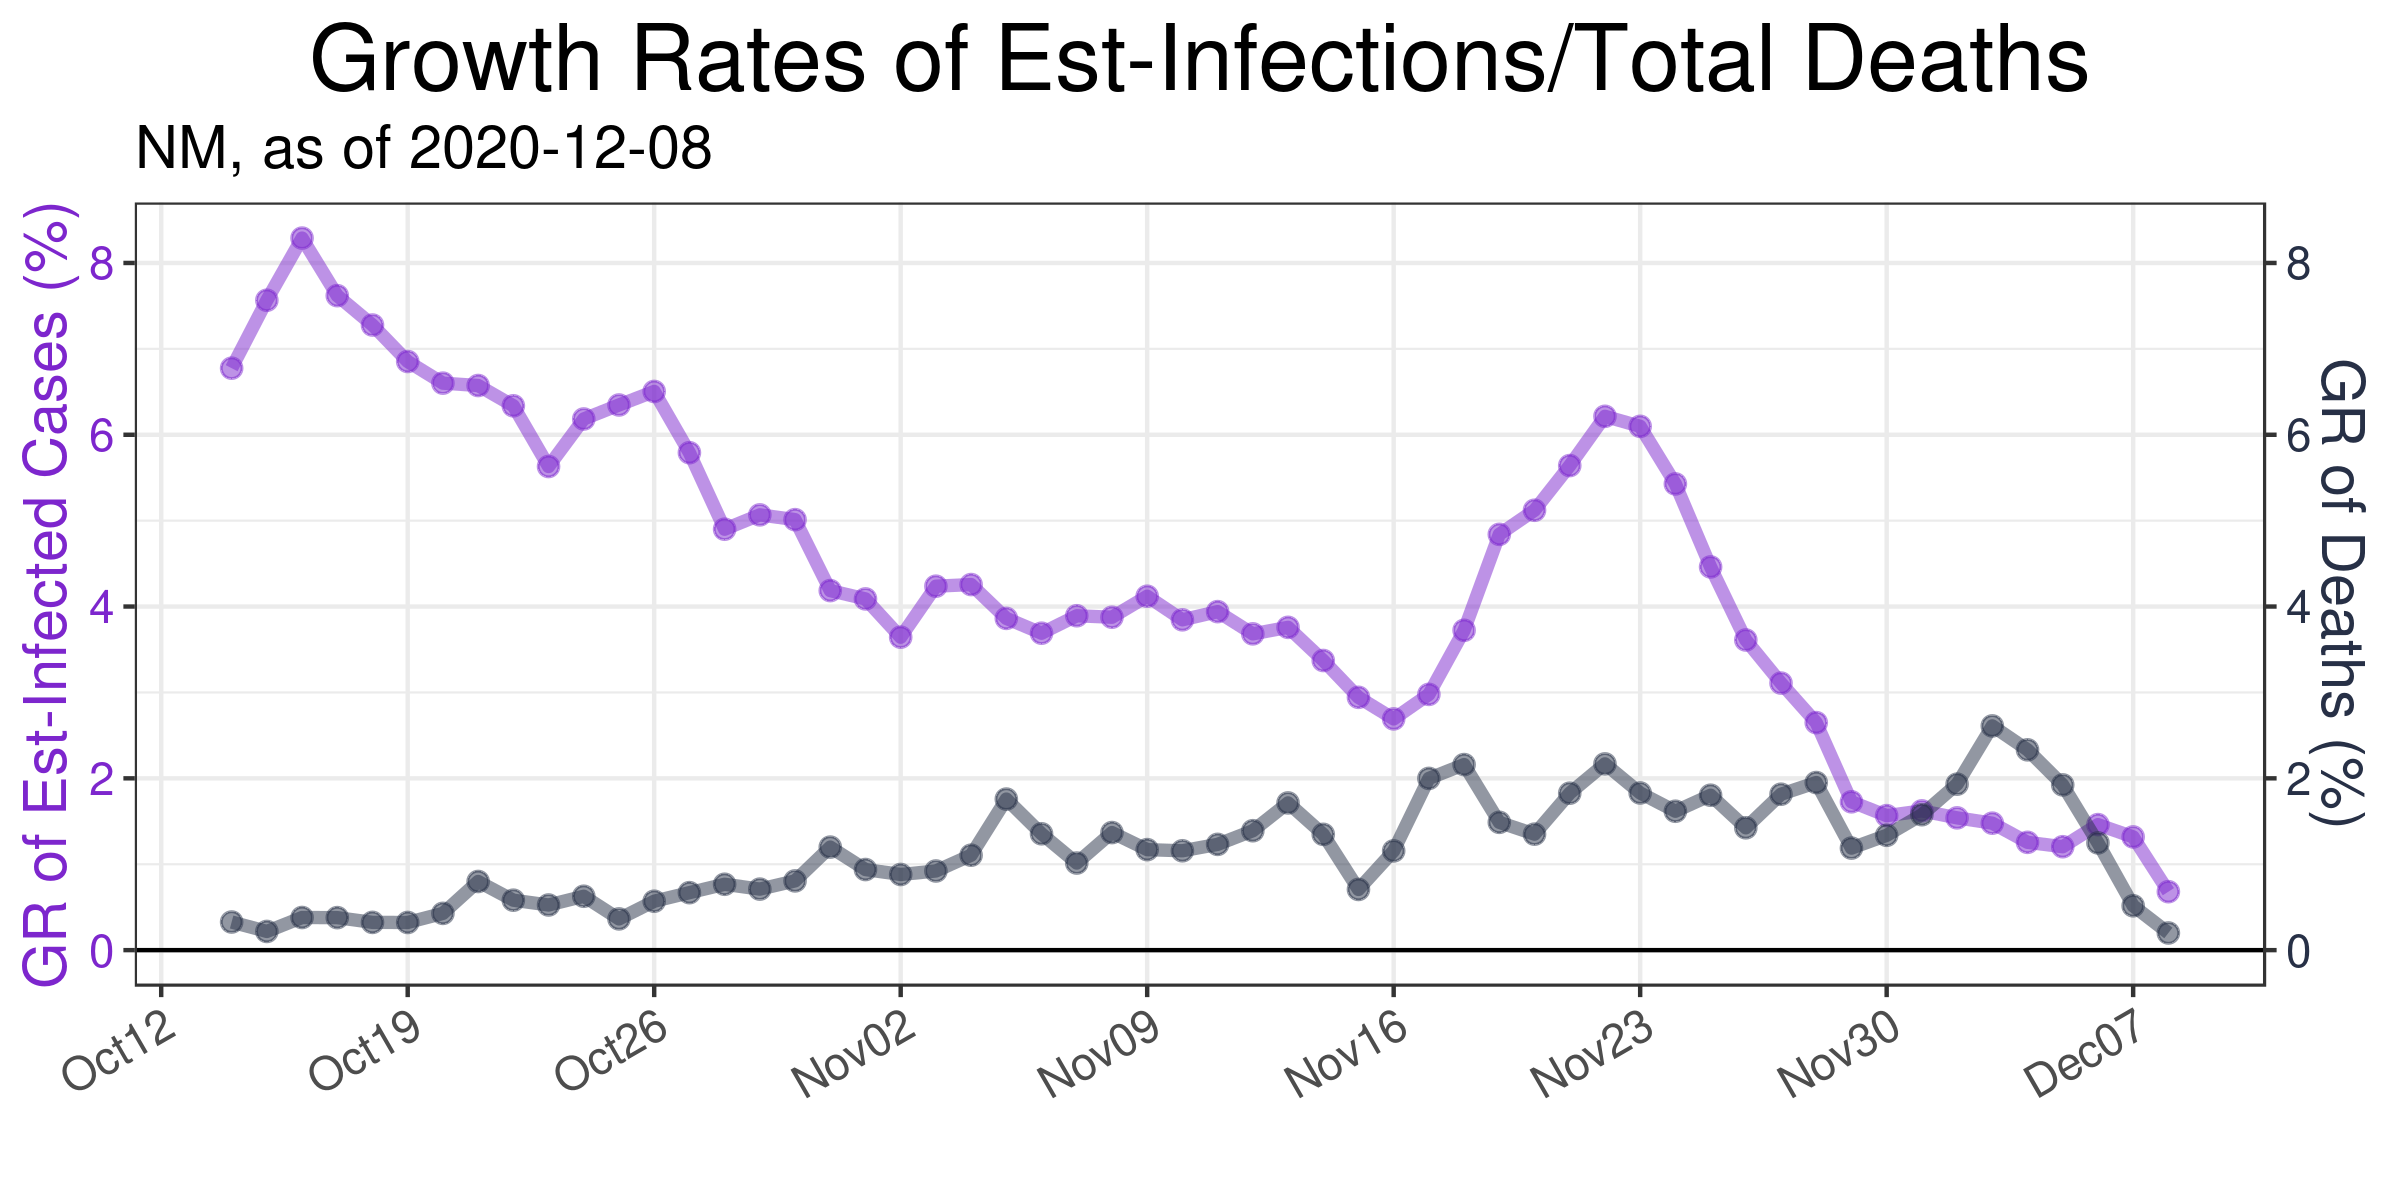 Growth Rates of Est-Infections/Total Deaths
NM, as of 2020-12-08
GR of Est-Infected Cases (%)
8
6
4
2
0
8
6
4
2
0
GR of Deaths (%)
Oct12
Oct19
Oct26
Nov02
Nov09
Nov16
Nov23
Nov30
Dec07